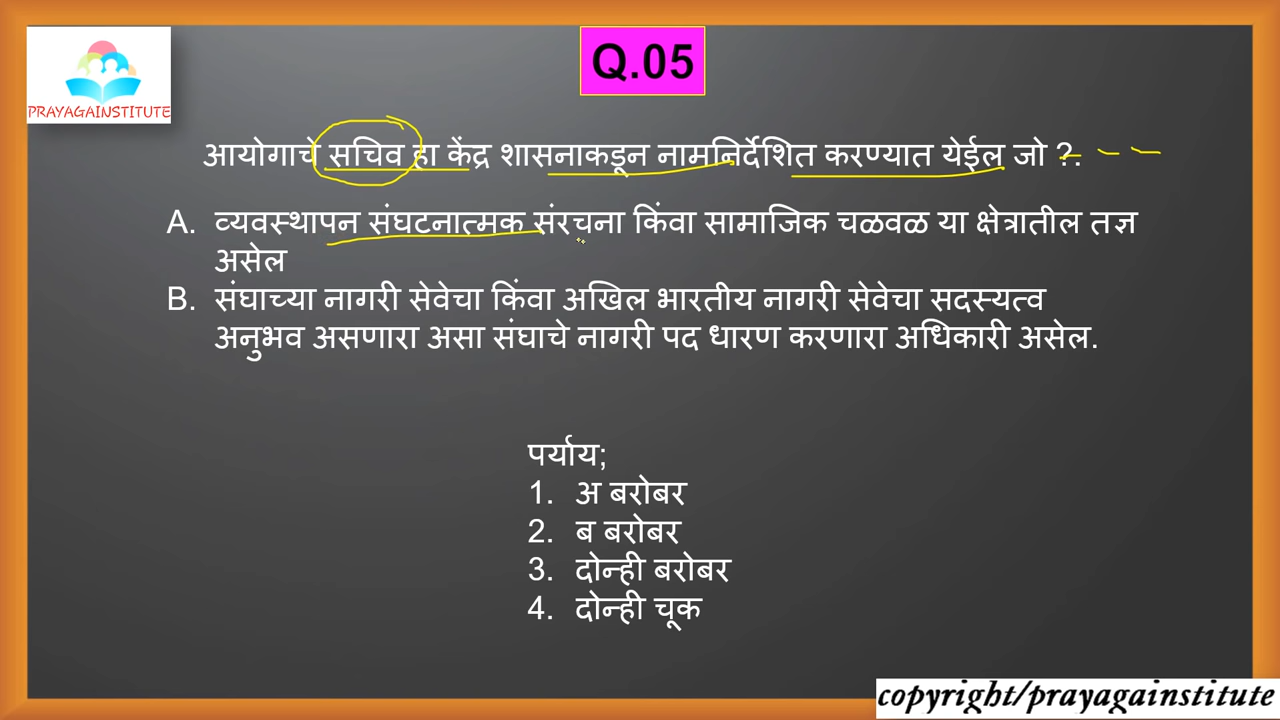 Q.05
PRAYAGAINSTITUTE
आयोगाचे सचिव हा केंद्र शासनाकडून नामनिर्देशित करण्यात येईल जो ?.
A. व्यवस्थापन संघटनात्मक संरचना किंवा सामाजिक चळवळ या क्षेत्रातील तज्ञ
असेल
B. संघाच्या नागरी सेवेचा किंवा अखिल भारतीय नागरी सेवेचा सदस्यत्व
अनुभव असणारा असा संघाचे नागरी पद धारण करणारा अधिकारी असेल.
पर्याय;
1. अ बरोबर
2. ब बरोबर
3. दोन्ही बरोबर
4. दोन्ही चूक
copyright/prayagainstitute